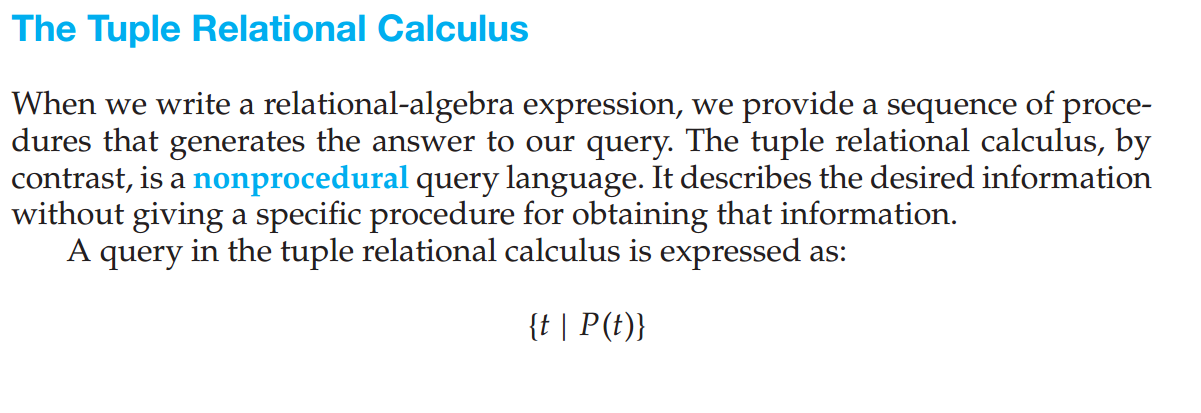 The Tuple Relational Calculus
When we write a relational-algebra expression, we provide a sequence of proce-
dures that generates the answer to our query. The tuple relational calculus, by
contrast, is a nonprocedural query language. It describes the desired information
without giving a specific procedure for obtaining that information.
A query in the tuple relational calculus is expressed as:
{t | P(t)}